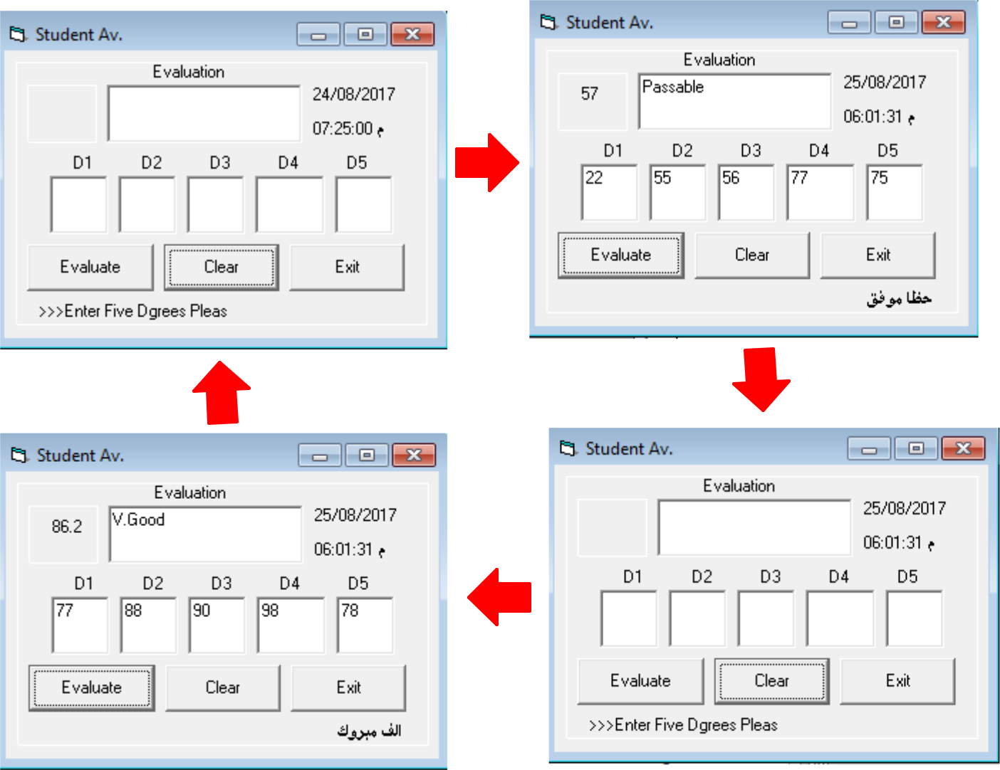 Student Av.
Evaluation
24/08/2017
07:25:00 م
D1 D2 D3 D4 D5
Evaluate Clear Exit
>>>Enter Five Dgrees Pleas
Student Av.
Evaluation
57 Passable 25/08/2017
06:01:31 م
D1 D2 D3 D4 D5
22 55 56 77 75
Evaluate Clear Exit
حظا موفق
Student Av.
Evaluation
86.2 V.Good 25/08/2017
06:01:31 م
D1 D2 D3 D4 D5
77 88 90 98 78
Evaluate Clear Exit
الف مبروك
Student Av.
Evaluation
25/08/2017
06:01:31 م
D1 D2 D3 D4 D5
Evaluate Clear Exit
>>>Enter Five Dgrees Pleas